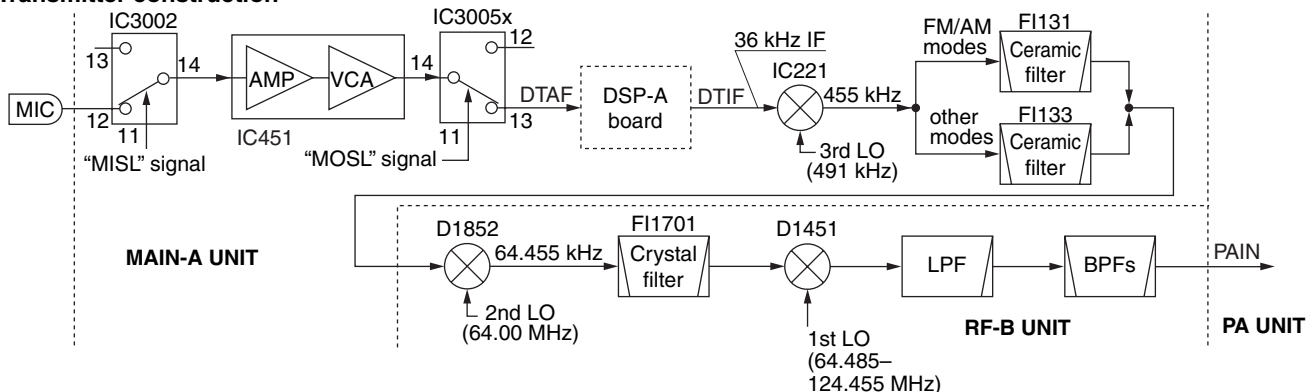 Transmitter construction
IC3002
IC3005x
13
14
12
11
MIC
"MISL" signal
AMP
VCA
IC451
14
12
13
11
"MOSL" signal
DTAF
DSP-A
board
DTIF
36 kHz IF
IC221
455 kHz
3rd LO
(491 kHz)
FM/AM
modes
FI131
Ceramic
filter
other
modes
FI133
Ceramic
filter
MAIN-A UNIT
D1852
64.455 kHz
2nd LO
(64.00 MHz)
FI1701
Crystal
filter
D1451
1st LO
(64.485–
124.455 MHz)
LPF
BPFs
PAIN
RF-B UNIT
PA UNIT